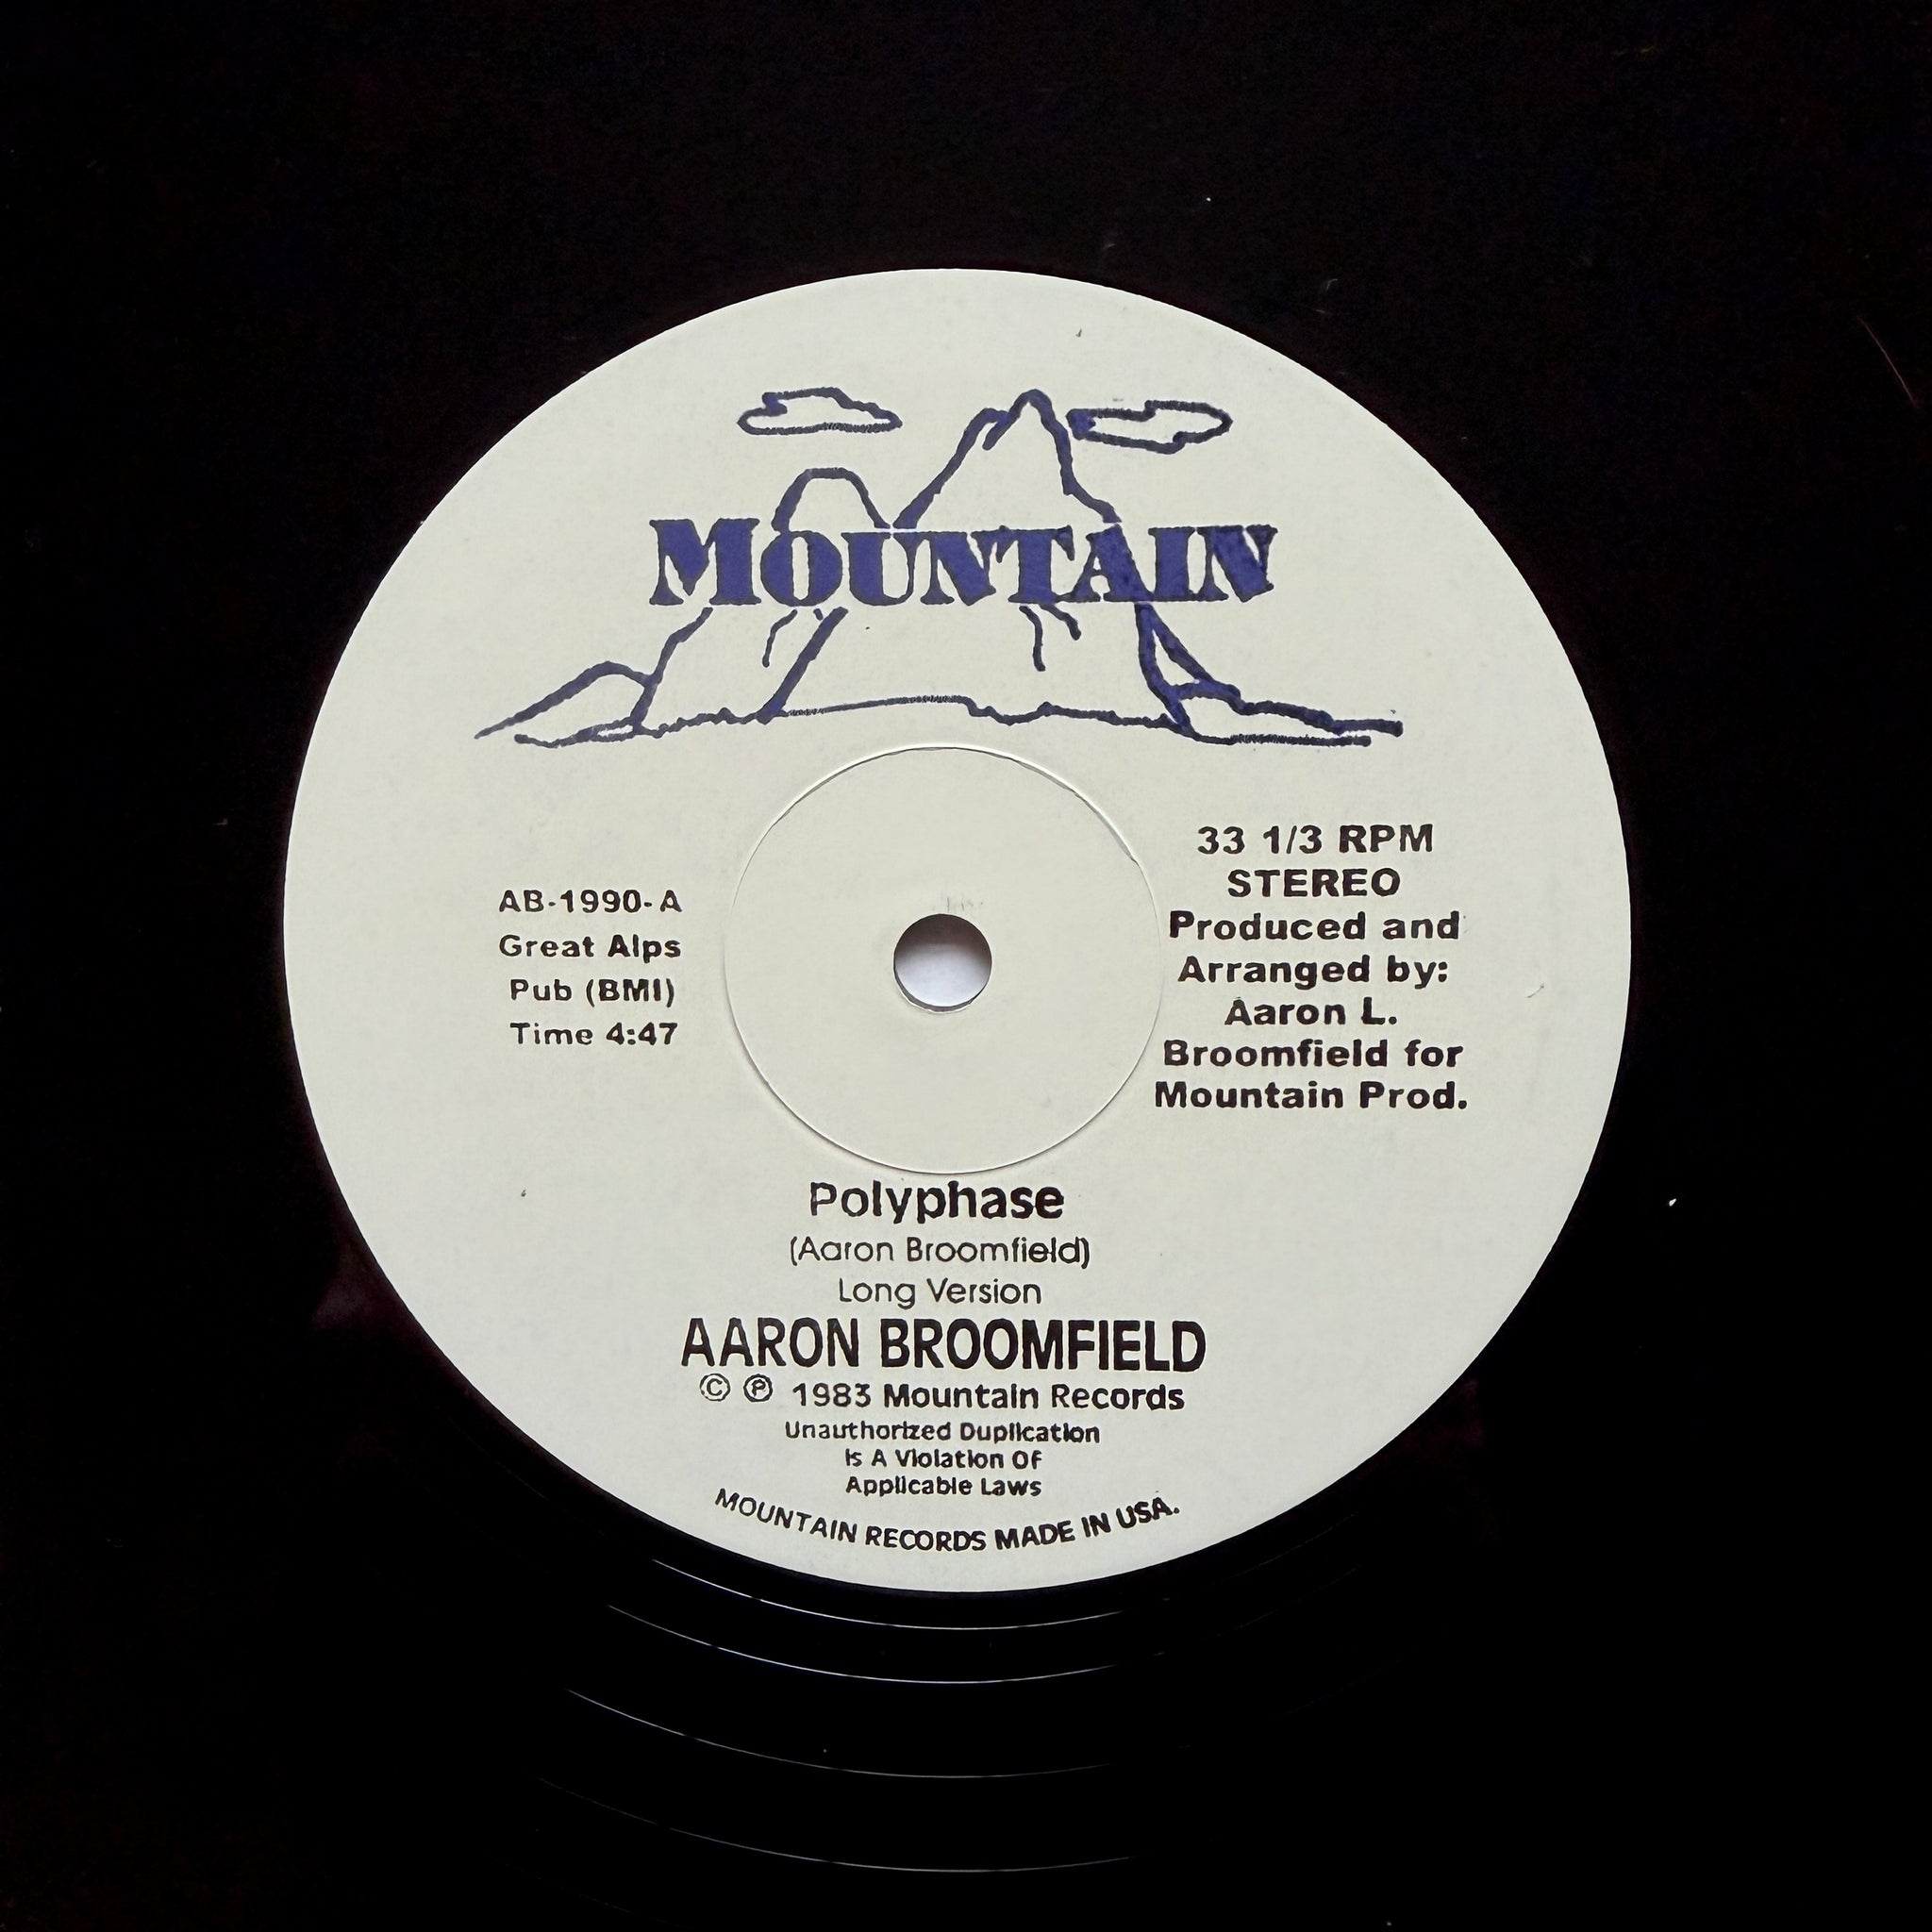 MOUNTAIN
AB-1990-A
Great Alps
Pub (BMI)
Time 4:47
33 1/3 RPM
STEREO
Produced and
Arranged by:
Aaron L.
Broomfield for
Mountain Prod.
Polyphase
(Aaron Broomfield)
Long Version
AARON BROOMFIELD
© ℗ 1983 Mountain Records
Unauthorized Duplication
Is A Violation Of
Applicable Laws
MOUNTAIN RECORDS MADE IN USA.